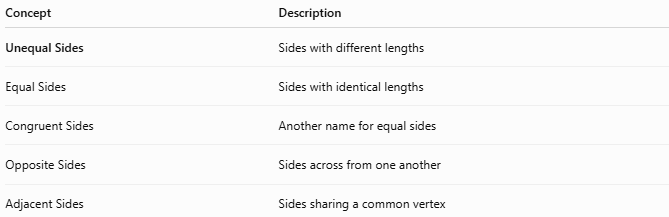 Concept Description
Unequal Sides Sides with different lengths
Equal Sides Sides with identical lengths
Congruent Sides Another name for equal sides
Opposite Sides Sides across from one another
Adjacent Sides Sides sharing a common vertex